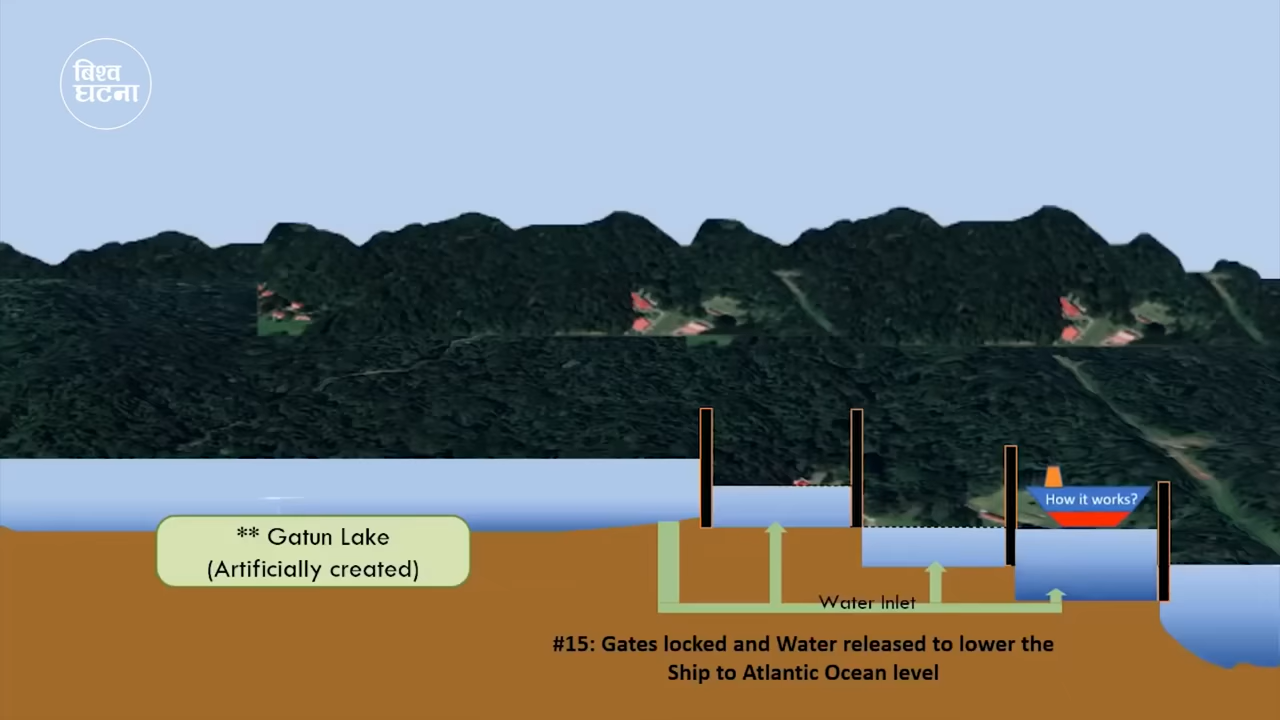 बिश्व
घटना
How it works?
** Gatun Lake
(Artificially created)
Water Inlet
#15: Gates locked and Water released to lower the
Ship to Atlantic Ocean level